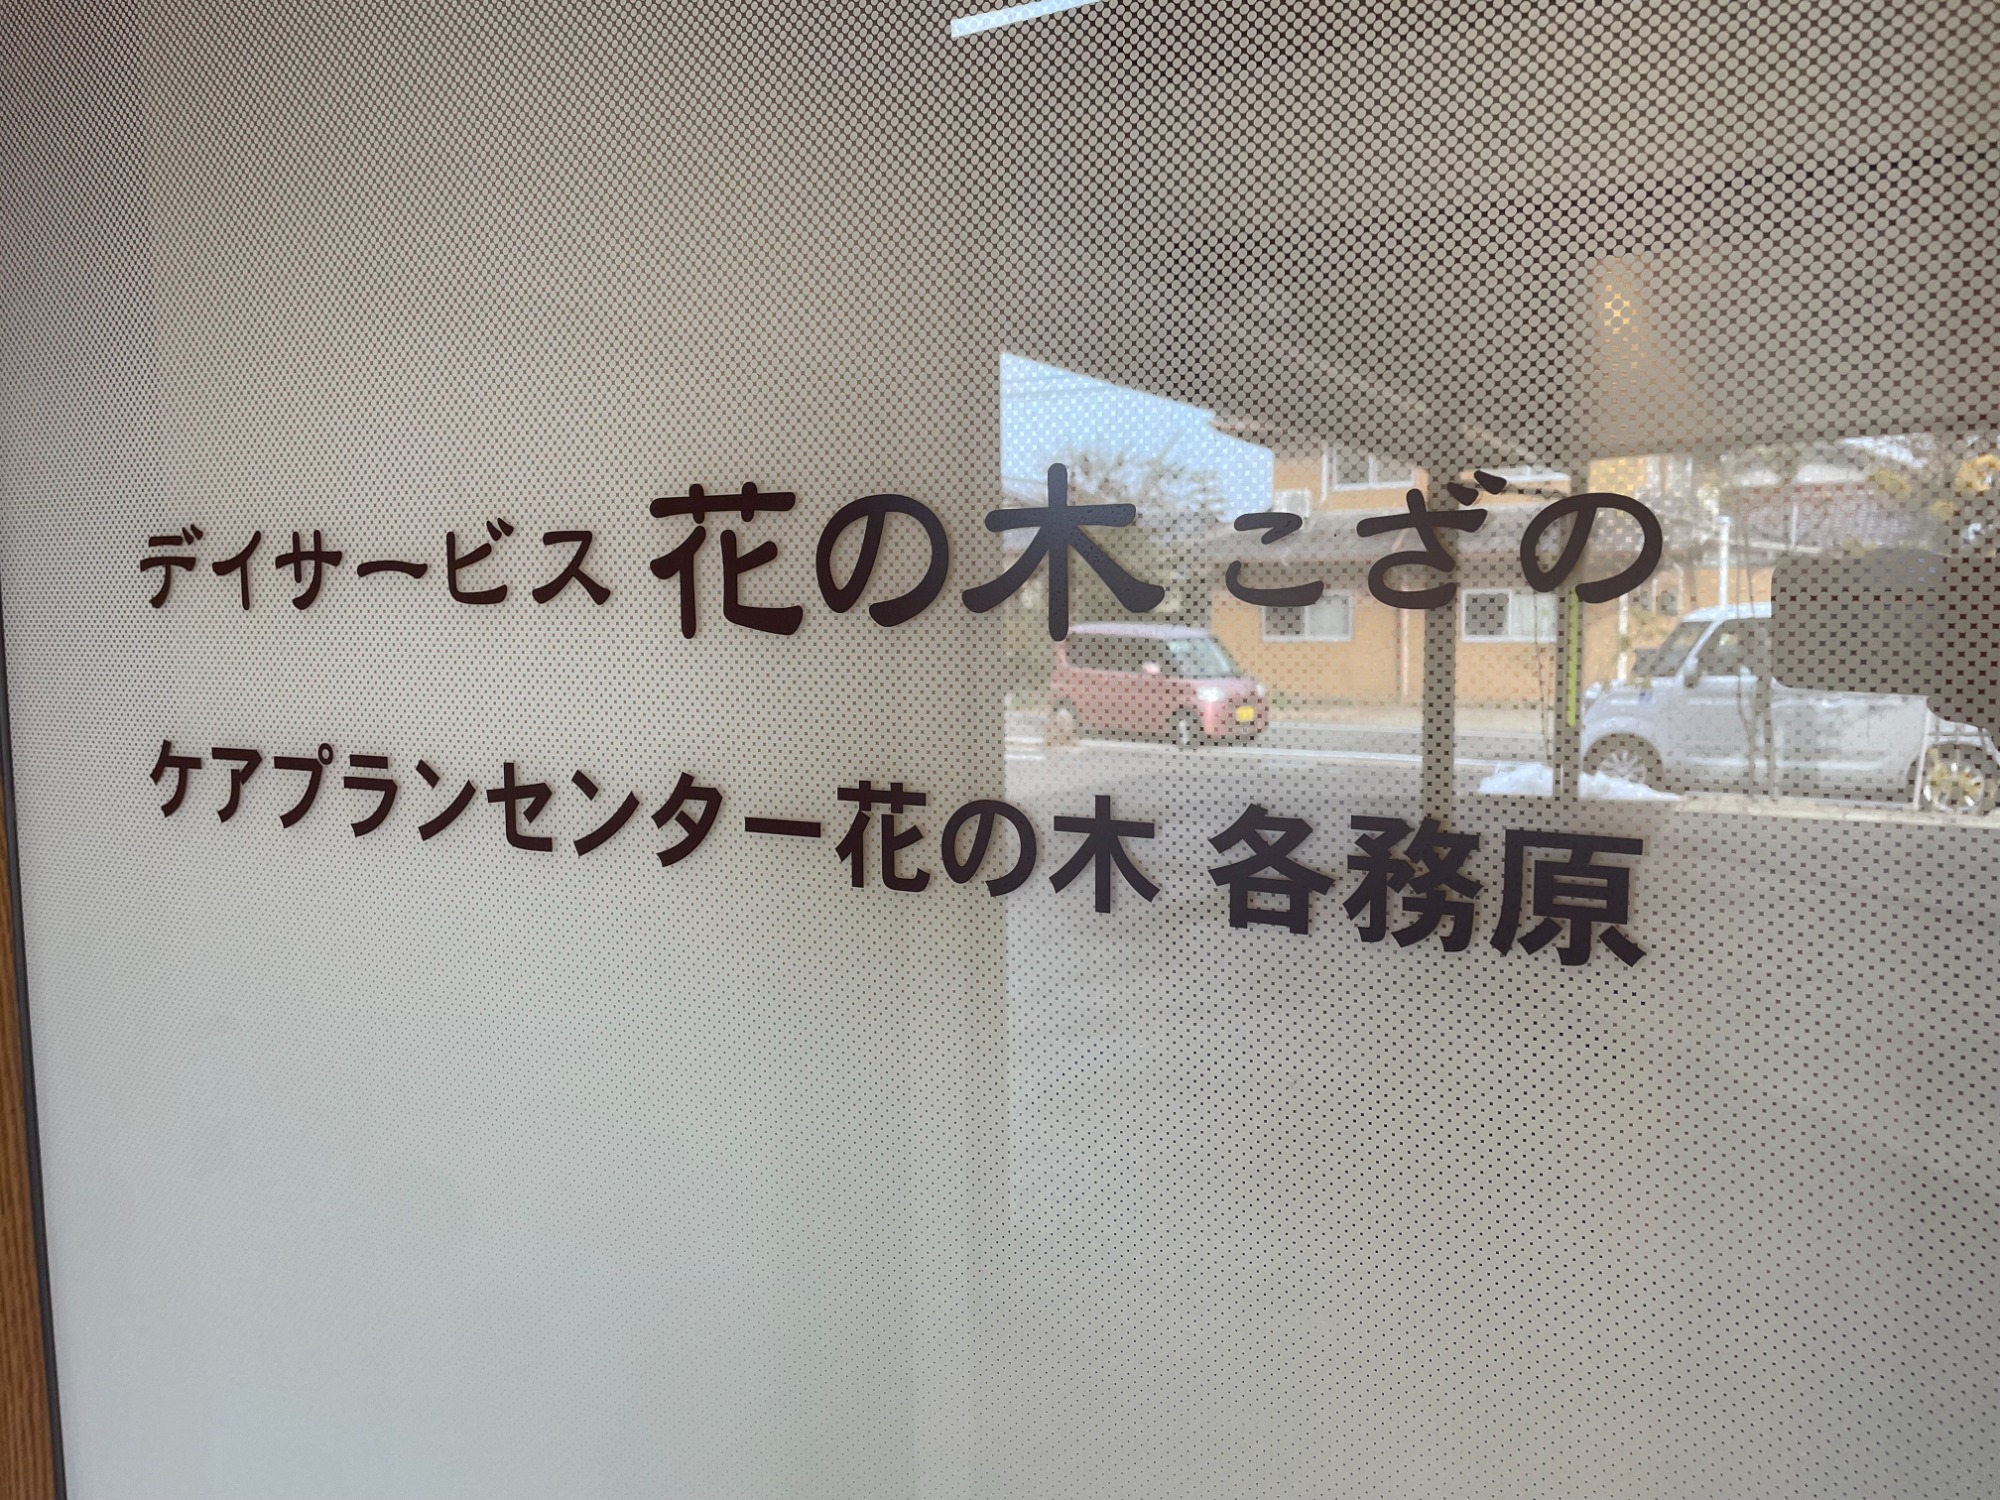 デイサービス 花の木 こざの
ケアプランセンター花の木 各務原